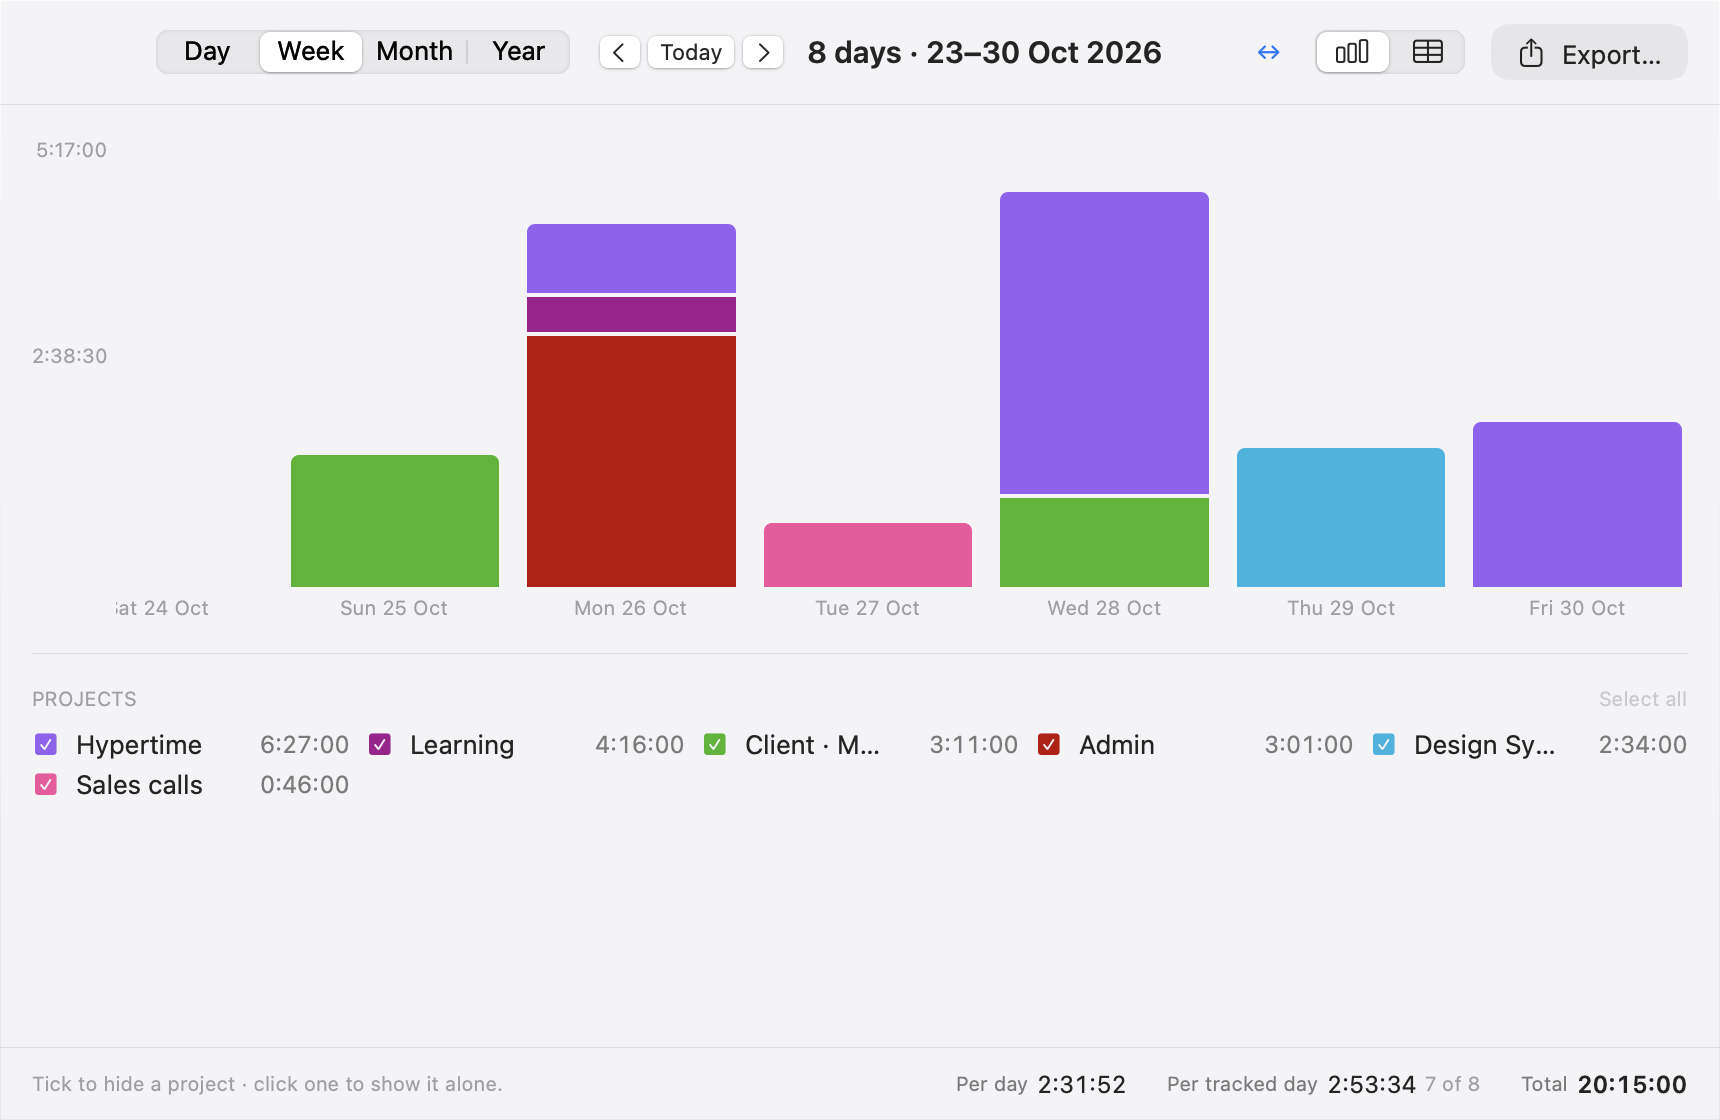 Day Week Month Year Today 8 days · 23–30 Oct 2026 Export...
5:17:00
2:38:30
at 24 Oct Sun 25 Oct Mon 26 Oct Tue 27 Oct Wed 28 Oct Thu 29 Oct Fri 30 Oct
PROJECTS Select all
Hypertime 6:27:00 Learning 4:16:00 Client · M... 3:11:00 Admin 3:01:00 Design Sy... 2:34:00
Sales calls 0:46:00
Tick to hide a project · click one to show it alone. Per day 2:31:52 Per tracked day 2:53:34 7 of 8 Total 20:15:00